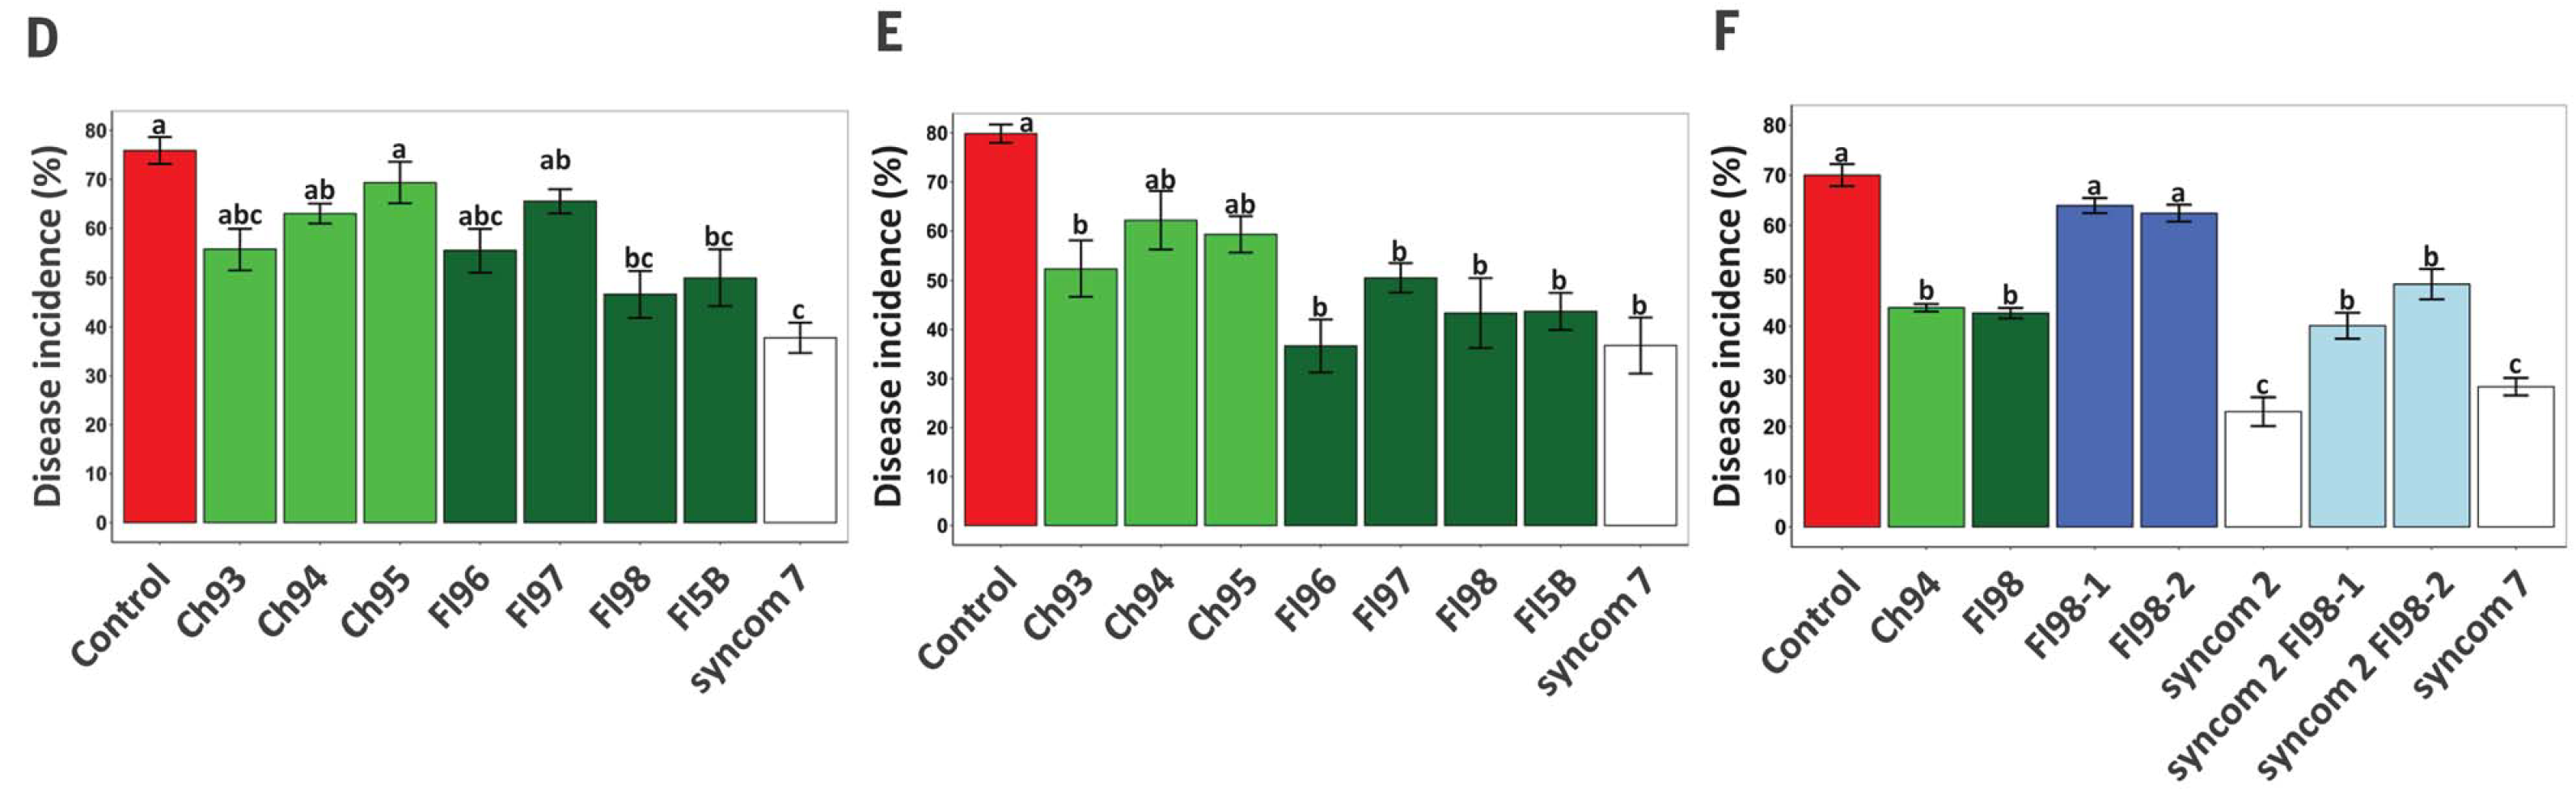 D
Disease incidence (%)
80
70
60
50
40
30
20
10
0
a
abc
ab
a
abc
ab
bc
bc
c
Control
Ch93
Ch94
Ch95
Fl96
Fl97
Fl98
Fl5B
syncom 7
E
Disease incidence (%)
80
70
60
50
40
30
20
10
0
a
b
ab
ab
b
b
b
b
b
Control
Ch93
Ch94
Ch95
Fl96
Fl97
Fl98
Fl5B
syncom 7
F
Disease incidence (%)
80
70
60
50
40
30
20
10
0
a
b
b
a
a
c
b
b
c
Control
Ch94
Fl98
Fl98-1
Fl98-2
syncom 2
syncom 2 Fl98-1
syncom 2 Fl98-2
syncom 7